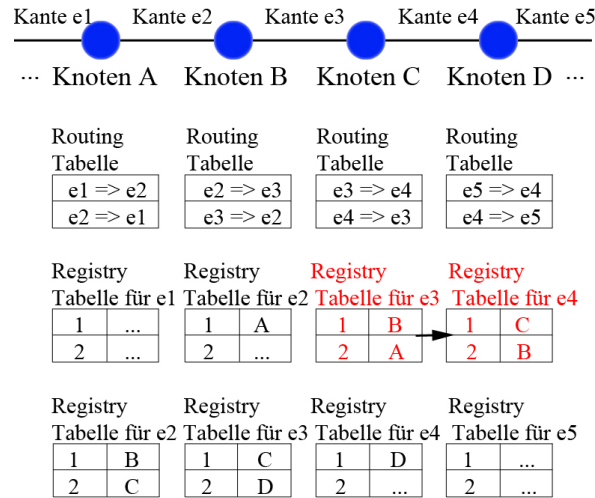 Kante e1 Kante e2 Kante e3 Kante e4 Kante e5
... Knoten A Knoten B Knoten C Knoten D ...
Routing Routing Routing Routing
Tabelle Tabelle Tabelle Tabelle
e1 => e2 e2 => e3 e3 => e4 e5 => e4
e2 => e1 e3 => e2 e4 => e3 e4 => e5
Registry Registry Registry Registry
Tabelle für e1 Tabelle für e2 Tabelle für e3 Tabelle für e4
1 ... 1 A 1 B 1 C
2 ... 2 ... 2 A 2 B
Registry Registry Registry Registry
Tabelle für e2 Tabelle für e3 Tabelle für e4 Tabelle für e5
1 B 1 C 1 D 1 ...
2 C 2 D 2 ... 2 ...